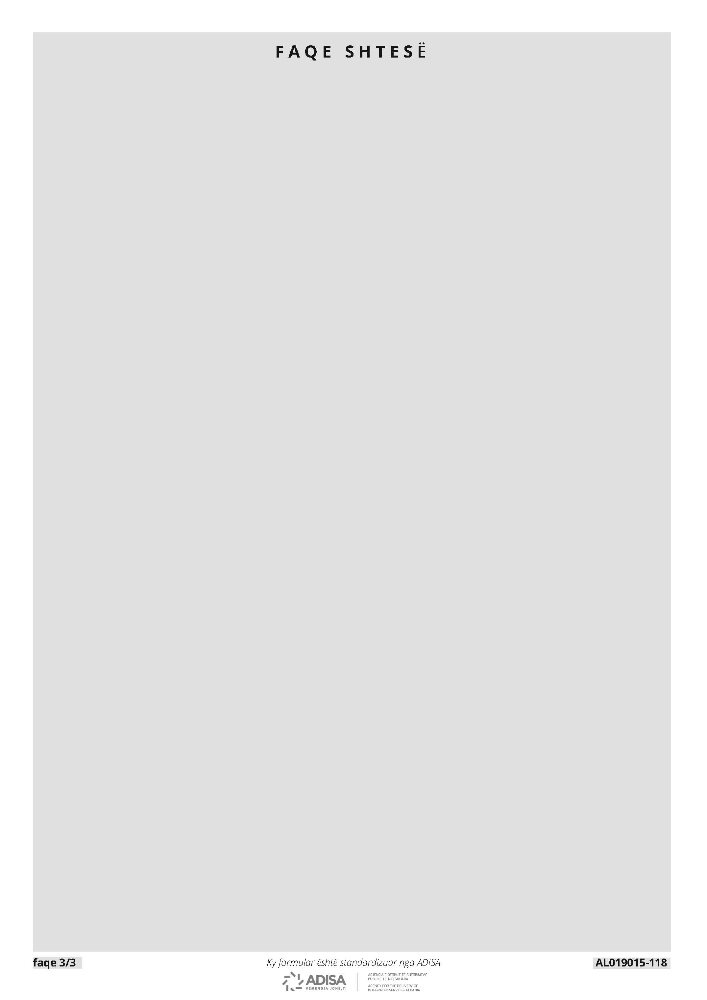 FAQE SHTESË
faqe 3/3
Ky formular është standardizuar nga ADISA
AL019015-118
ADISA
VËMENDJA JONË, TI
AGJENCIA E OFRIMIT TË SHËRBIMEVE
PUBLIKE TË INTEGRUARA
AGENCY FOR THE DELIVERY OF
INTEGRATED SERVICES ALBANIA